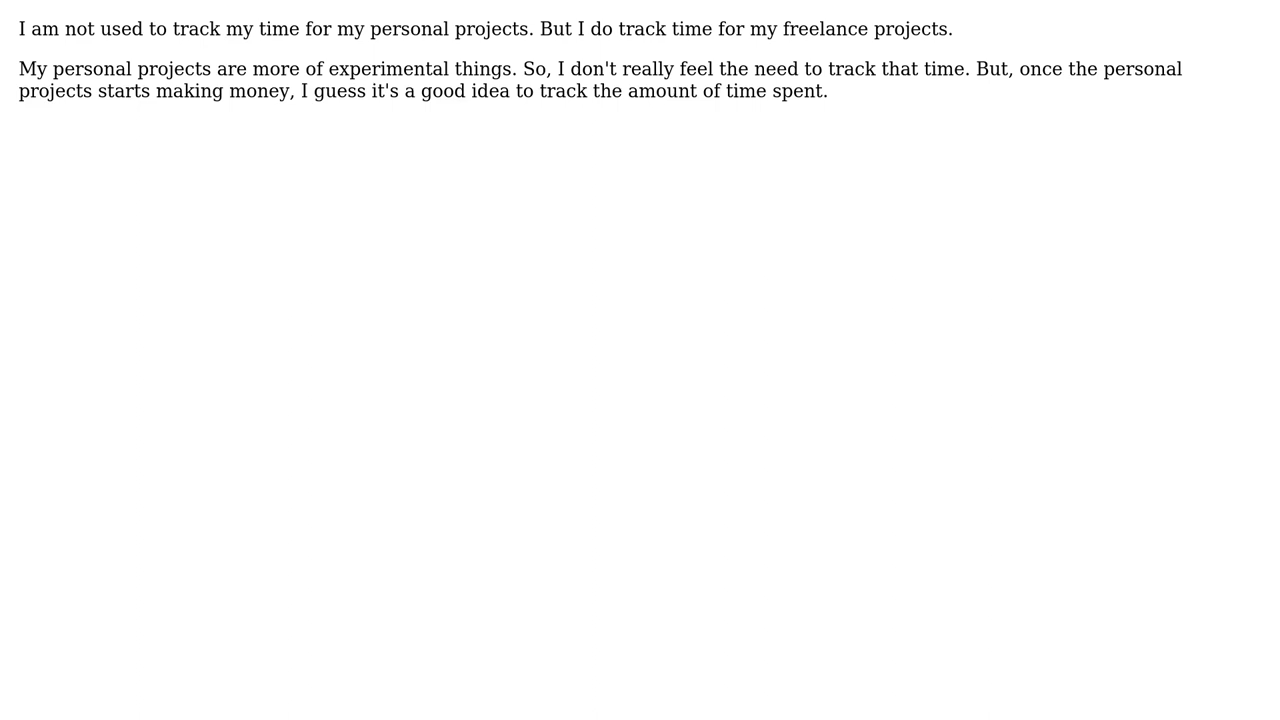 I am not used to track my time for my personal projects. But I do track time for my freelance projects.
My personal projects are more of experimental things. So, I don't really feel the need to track that time. But, once the personal
projects starts making money, I guess it's a good idea to track the amount of time spent.